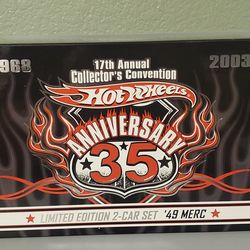 17th Annual
Collector's Convention
1968 2003
Hot Wheels
ANNIVERSARY
35
LIMITED EDITION 2-CAR SET '49 MERC